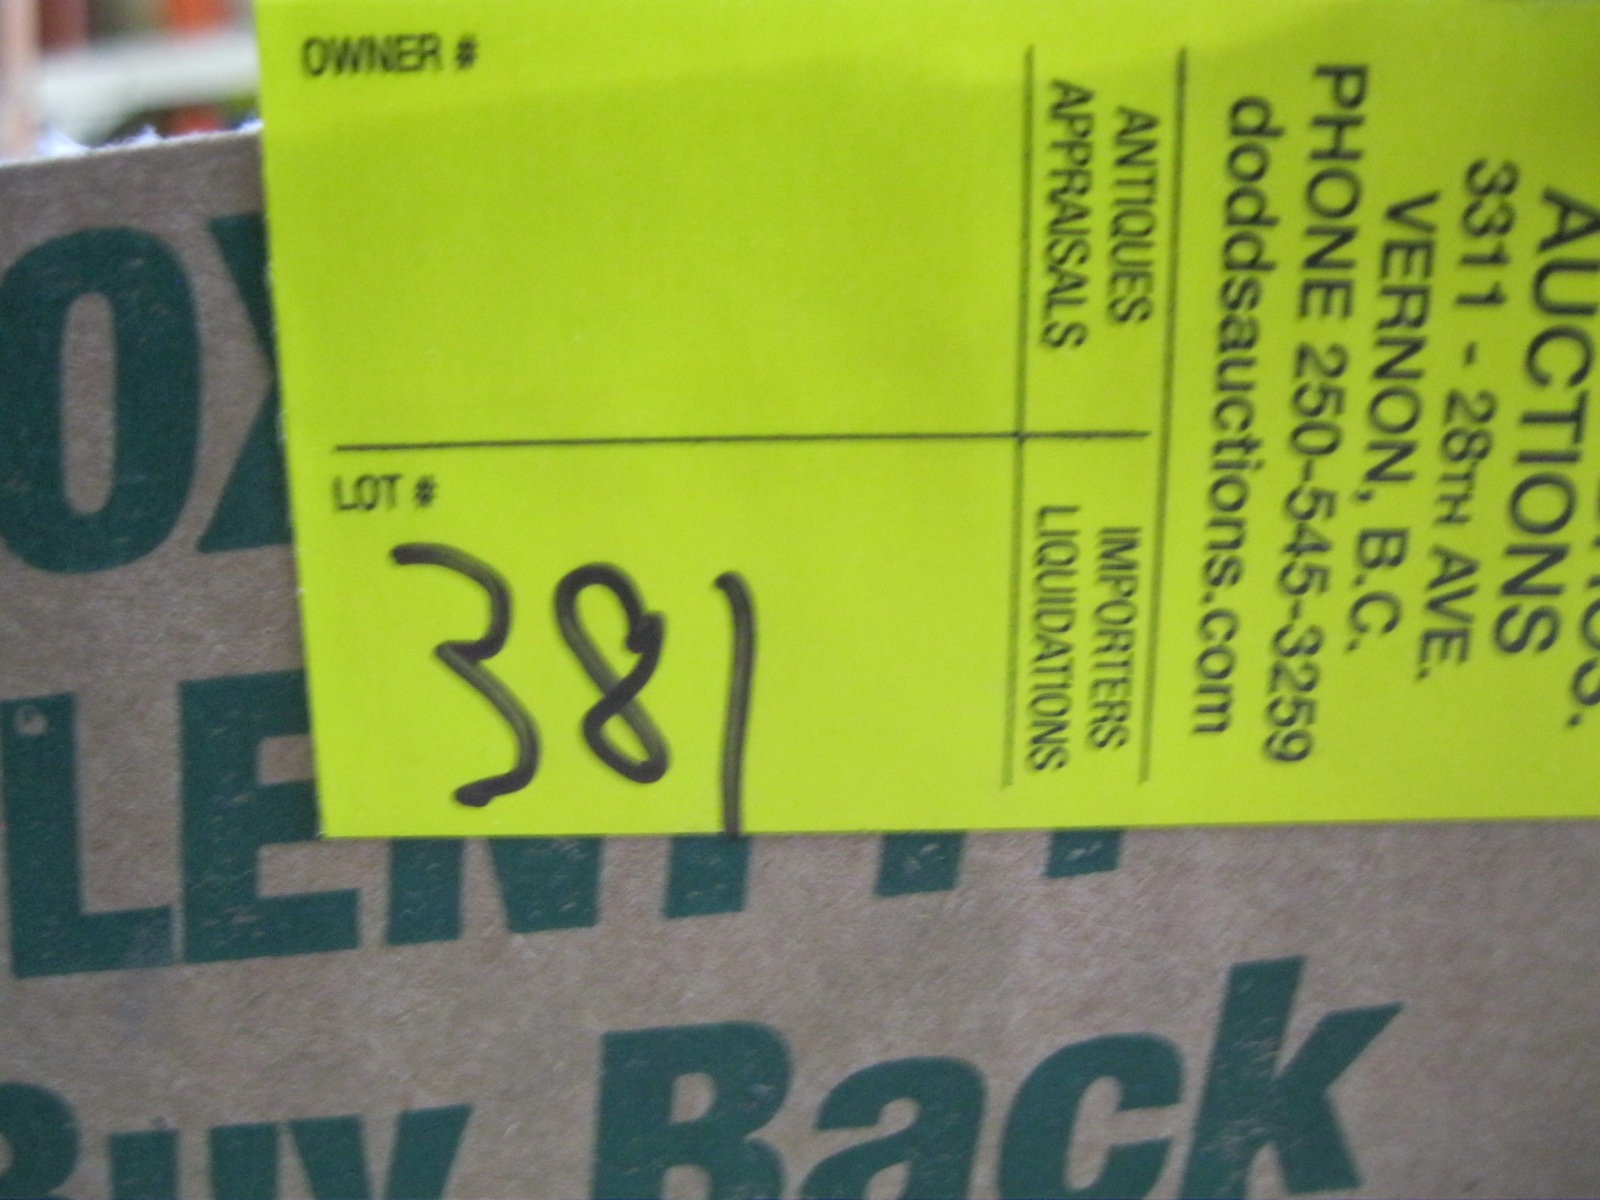 OWNER #
LOT #
381
AUCTIONS
3311 - 28TH AVE.
VERNON, B.C.
PHONE 250-545-3259
doddsauctions.com
ANTIQUES
APPRAISALS
IMPORTERS
LIQUIDATIONS
Buy Back